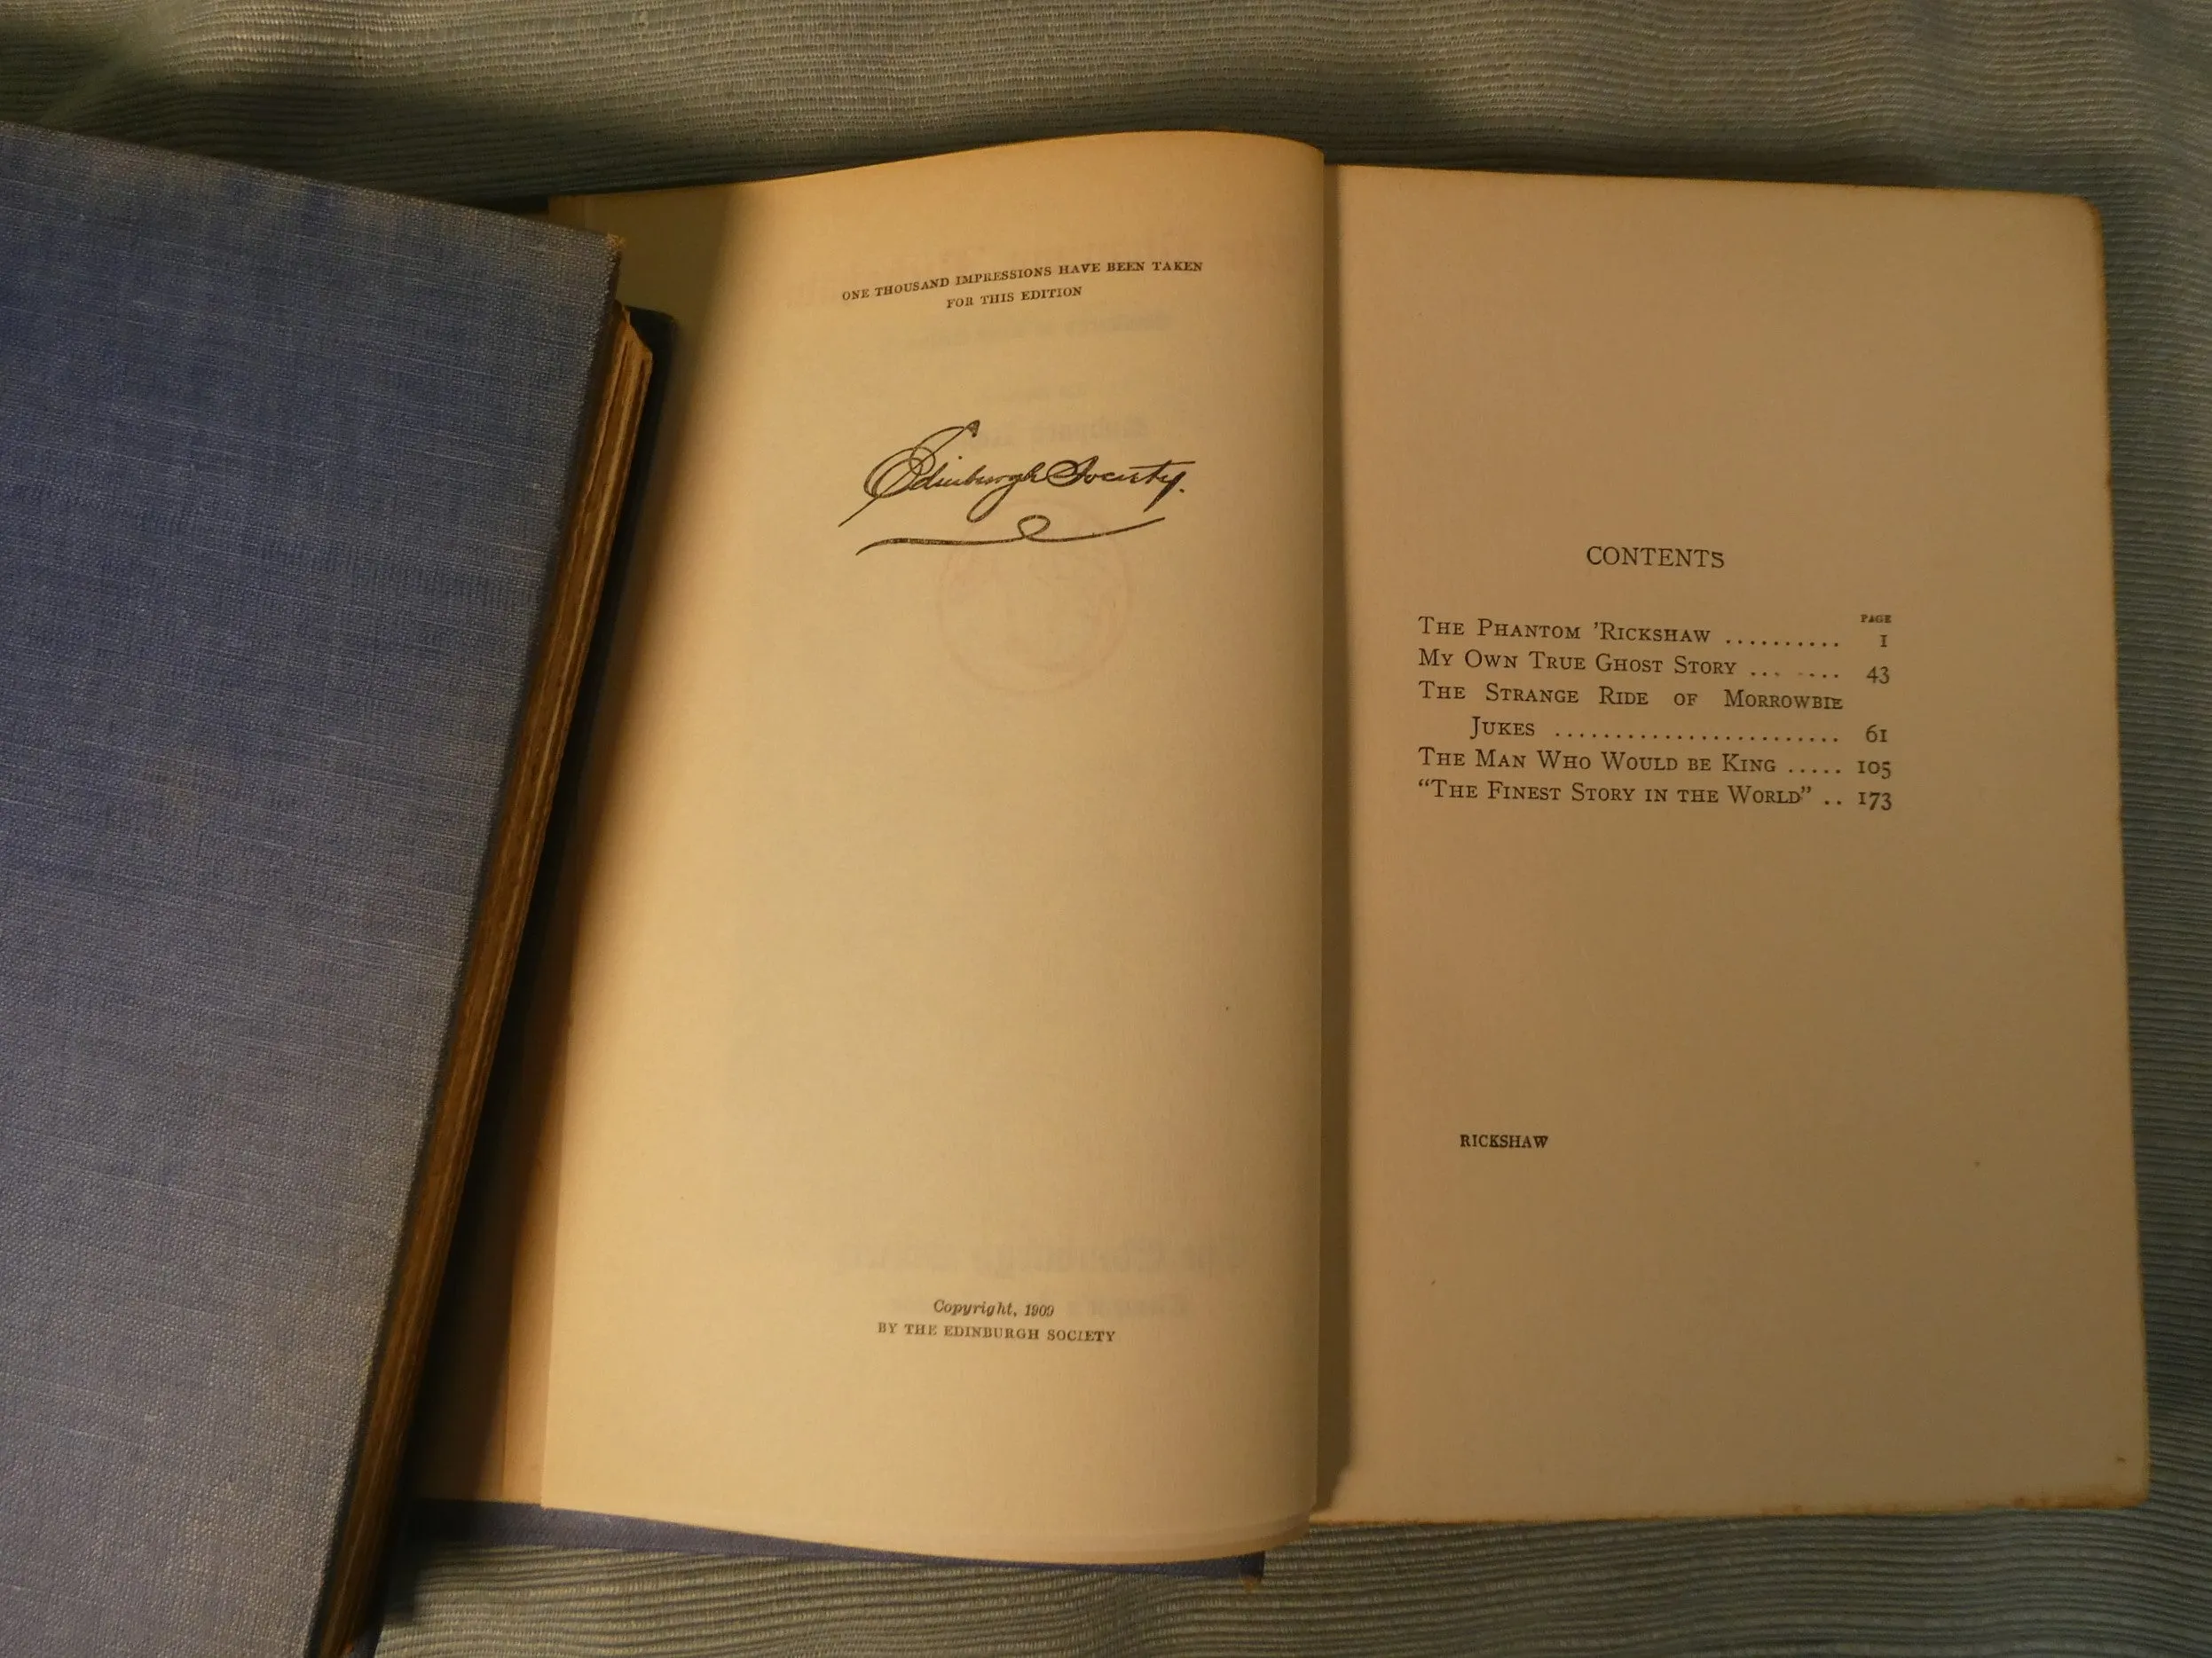 ONE THOUSAND IMPRESSIONS HAVE BEEN TAKEN
FOR THIS EDITION
Edinburgh Society.
Copyright, 1909
BY THE EDINBURGH SOCIETY
CONTENTS
PAGE
THE PHANTOM 'RICKSHAW .......... 1
MY OWN TRUE GHOST STORY ... .... 43
THE STRANGE RIDE OF MORROWBIE
JUKES ........................ 61
THE MAN WHO WOULD BE KING ..... 105
"THE FINEST STORY IN THE WORLD" .. 173
RICKSHAW